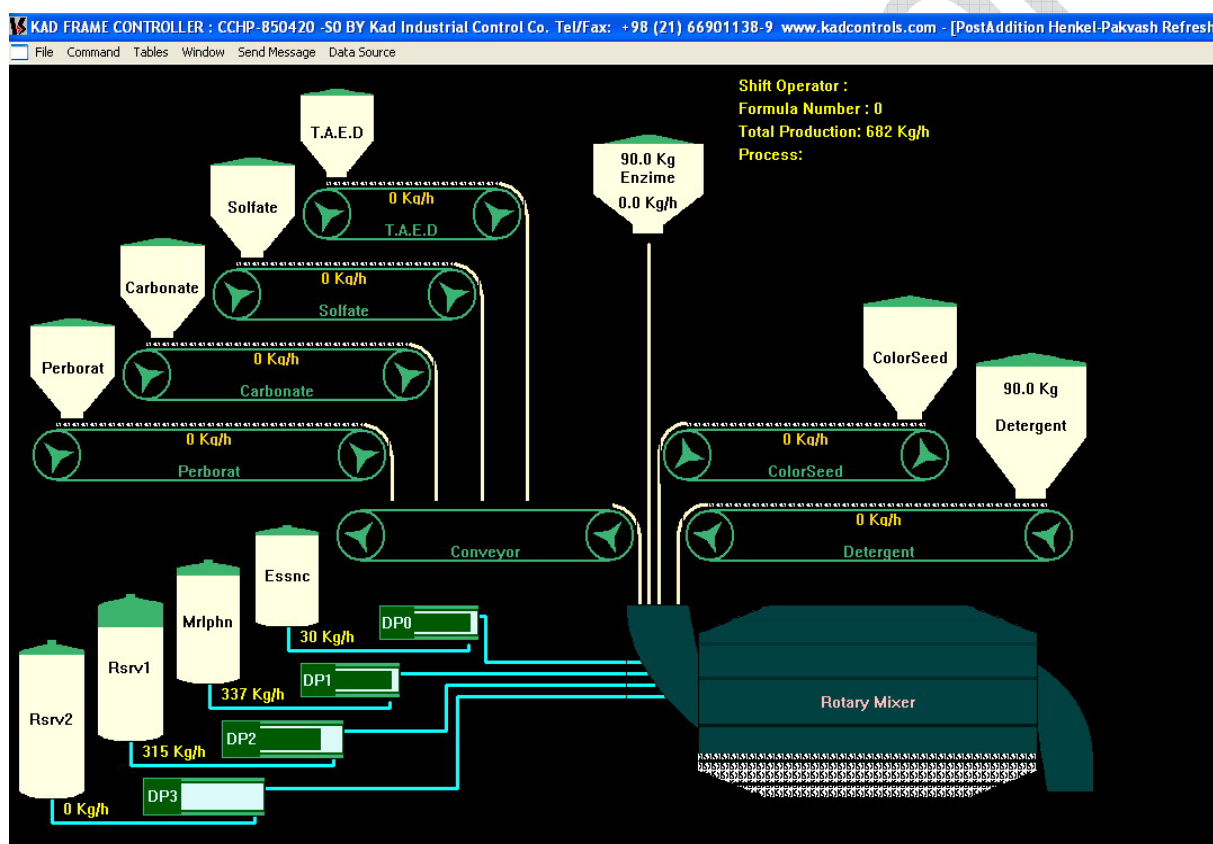 KAD FRAME CONTROLLER : CCHP-850420 -S0 BY Kad Industrial Control Co. Tel/Fax: +98 (21) 66901138-9 www.kadcontrols.com - [PostAddition Henkel-Pakvash Refresh
File Command Tables Window Send Message Data Source
Shift Operator :
Formula Number : 0
Total Production: 682 Kg/h
Process:
T.A.E.D
0 Kg/h
T.A.E.D
Solfate
0 Kg/h
Solfate
Carbonate
0 Kg/h
Carbonate
Perborat
0 Kg/h
Perborat
90.0 Kg
Enzime
0.0 Kg/h
ColorSeed
0 Kg/h
ColorSeed
90.0 Kg
Detergent
0 Kg/h
Detergent
Conveyor
Essnc
30 Kg/h
DP0
Mrlphn
337 Kg/h
DP1
Rsrv1
315 Kg/h
DP2
Rsrv2
0 Kg/h
DP3
Rotary Mixer